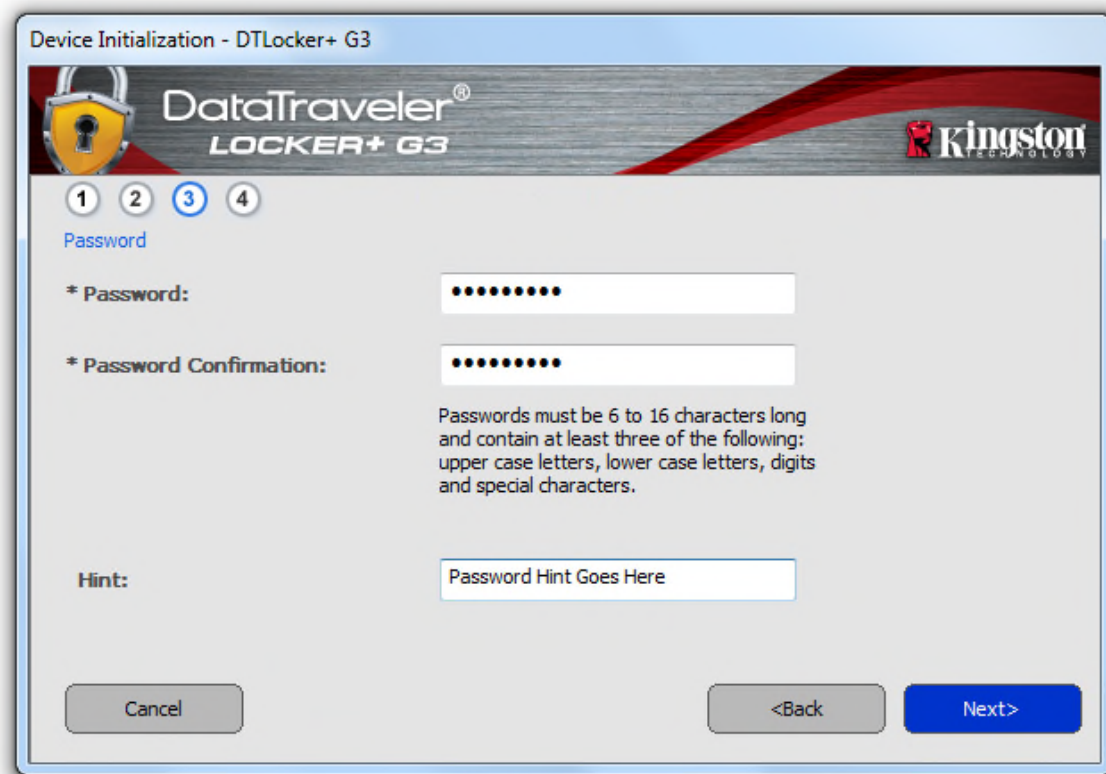 Device Initialization - DTLocker+ G3
DataTraveler®
LOCKER+ G3
Kingston
TECHNOLOGY
1 2 3 4
Password
* Password:
•••••••••
* Password Confirmation:
•••••••••
Passwords must be 6 to 16 characters long
and contain at least three of the following:
upper case letters, lower case letters, digits
and special characters.
Hint:
Password Hint Goes Here
Cancel
<Back
Next>